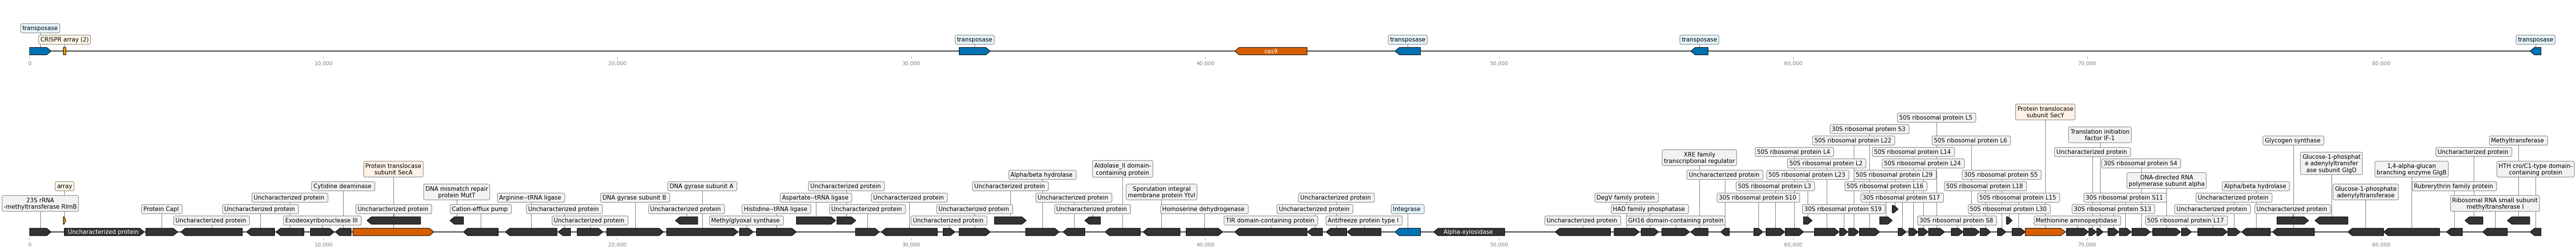 transposase
transposase
transposase
transposase
transposase
CRISPR array (2)
cas9
0
10,000
20,000
30,000
40,000
50,000
60,000
70,000
80,000
Protein translocase
subunit SecY
50S ribosomal protein L5
30S ribosomal protein S3
Translation initiation
factor IF-1
50S ribosomal protein L22
50S ribosomal protein L6
Glycogen synthase
Methyltransferase
XRE family
transcriptional regulator
50S ribosomal protein L4
50S ribosomal protein L14
Uncharacterized protein
Uncharacterized protein
Glucose-1-phosphat
e adenylyltransfer
ase subunit GlgD
50S ribosomal protein L2
50S ribosomal protein L24
30S ribosomal protein S4
Protein translocase
subunit SecA
Aldolase_II domain-
containing protein
1,4-alpha-glucan
branching enzyme GlgB
HTH cro/C1-type domain-
containing protein
Alpha/beta hydrolase
Uncharacterized protein
50S ribosomal protein L23
50S ribosomal protein L29
30S ribosomal protein S5
DNA-directed RNA
polymerase subunit alpha
array
Cytidine deaminase
DNA mismatch repair
protein MutT
DNA gyrase subunit A
Uncharacterized protein
Uncharacterized protein
Sporulation integral
membrane protein YtvI
50S ribosomal protein L3
50S ribosomal protein L16
50S ribosomal protein L18
Alpha/beta hydrolase
Glucose-1-phosphate
adenylyltransferase
Rubrerythrin family protein
23S rRNA
-methyltransferase RlmB
Uncharacterized protein
Arginine--tRNA ligase
DNA gyrase subunit B
Aspartate--tRNA ligase
Uncharacterized protein
Uncharacterized protein
Uncharacterized protein
DegV family protein
30S ribosomal protein S10
30S ribosomal protein S17
50S ribosomal protein L15
30S ribosomal protein S11
Uncharacterized protein
Ribosomal RNA small subunit
methyltransferase I
Protein CapI
Uncharacterized protein
Uncharacterized protein
Cation-efflux pump
Uncharacterized protein
Uncharacterized protein
Histidine--tRNA ligase
Uncharacterized protein
Uncharacterized protein
Uncharacterized protein
Homoserine dehydrogenase
Uncharacterized protein
Integrase
HAD family phosphatase
30S ribosomal protein S19
50S ribosomal protein L30
30S ribosomal protein S13
Uncharacterized protein
Uncharacterized protein
Uncharacterized protein
Exodeoxyribonuclease III
Uncharacterized protein
Methylglyoxal synthase
Uncharacterized protein
TIR domain-containing protein
Antifreeze protein type I
Uncharacterized protein
GH16 domain-containing protein
30S ribosomal protein S8
Methionine aminopeptidase
50S ribosomal protein L17
Uncharacterized protein
Alpha-xylosidase
0
10,000
20,000
30,000
40,000
50,000
60,000
70,000
80,000